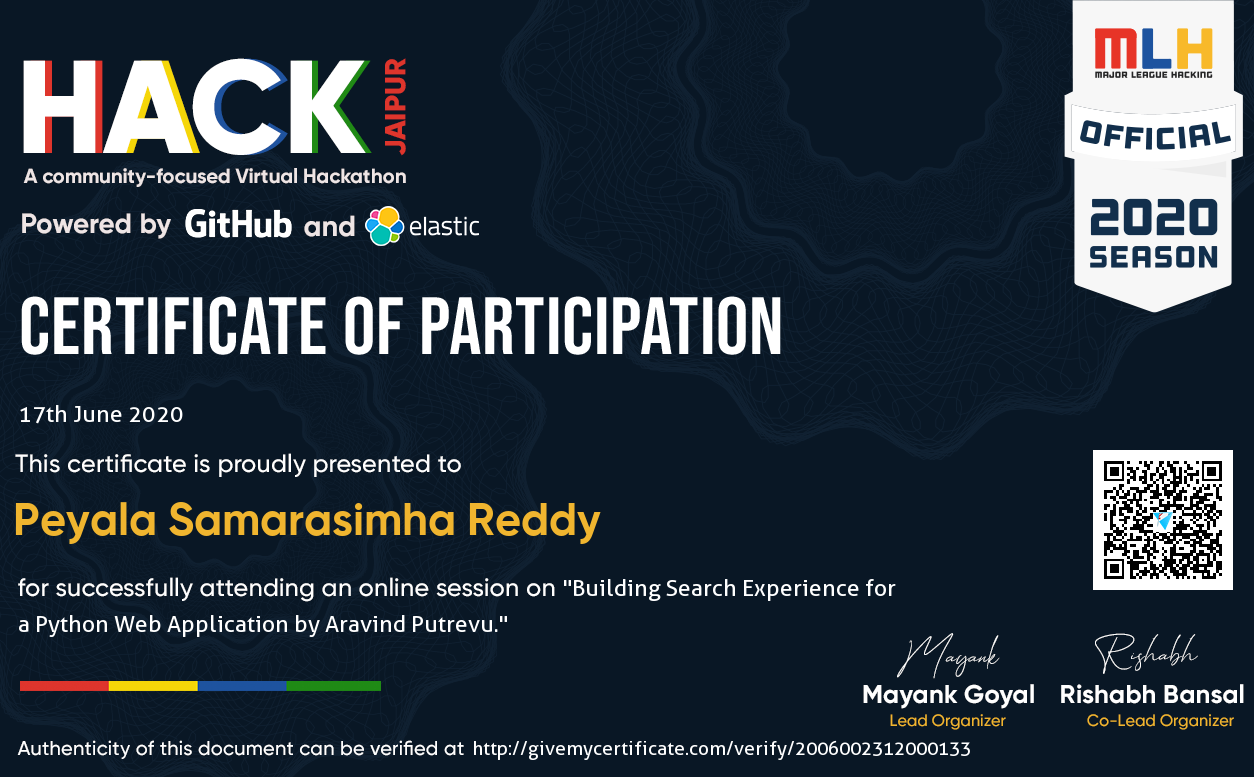 HACK
JAIPUR
A community-focused Virtual Hackathon
Powered by GitHub and elastic
MLH
MAJOR LEAGUE HACKING
OFFICIAL
2020
SEASON
CERTIFICATE OF PARTICIPATION
17th June 2020
This certificate is proudly presented to
Peyala Samarasimha Reddy
for successfully attending an online session on "Building Search Experience for
a Python Web Application by Aravind Putrevu."
Mayank
Rishabh
Mayank Goyal
Rishabh Bansal
Lead Organizer
Co-Lead Organizer
Authenticity of this document can be verified at http://givemycertificate.com/verify/2006002312000133